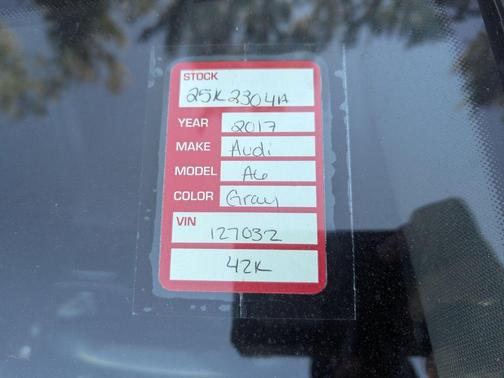 STOCK
25K2304A
YEAR 2017
MAKE Audi
MODEL A6
COLOR Gray
VIN
127032
42K